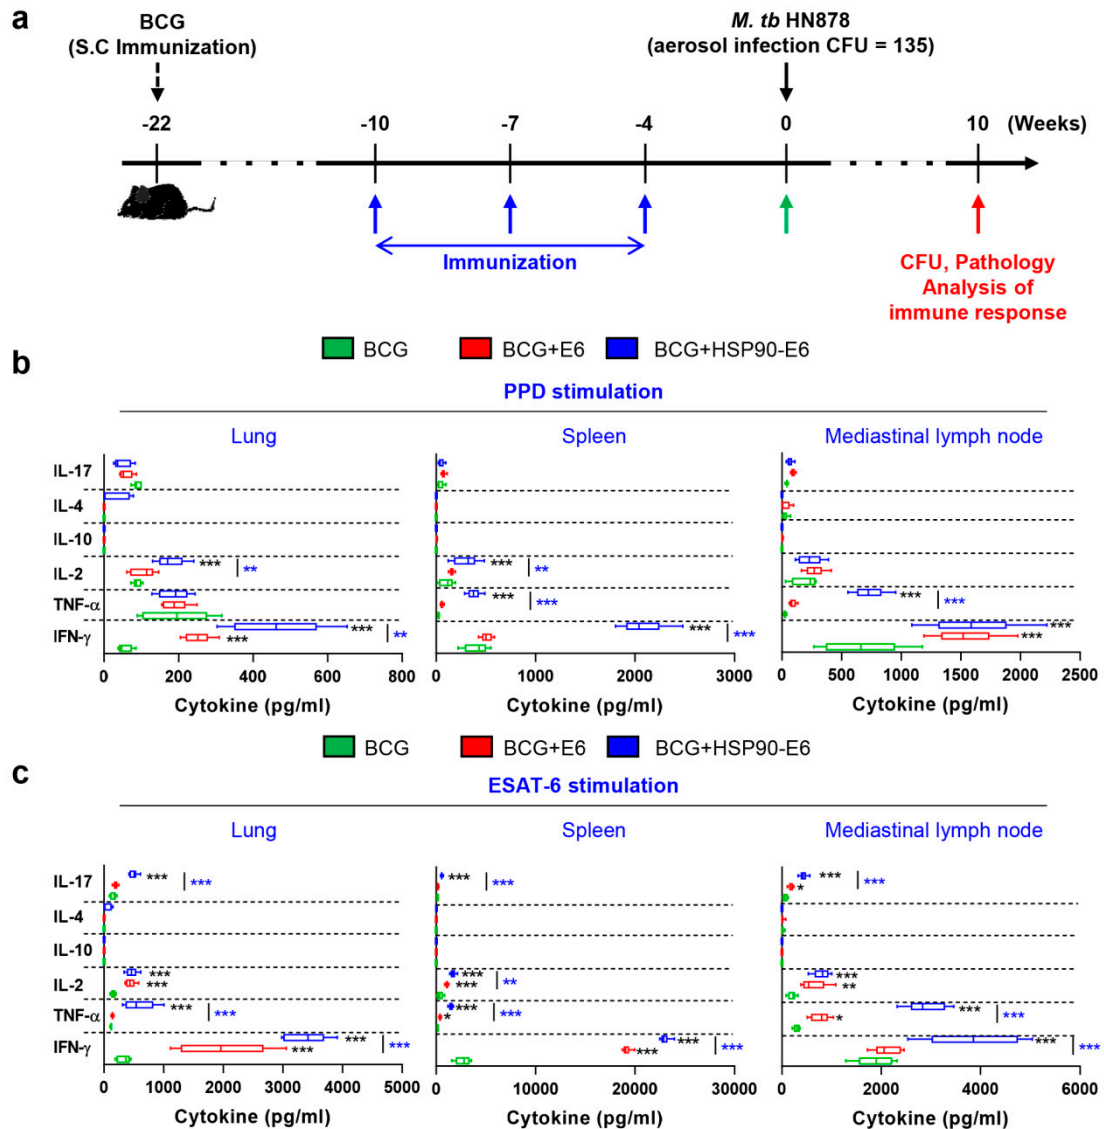 a
BCG
(S.C Immunization)
M. tb HN878
(aerosol infection CFU = 135)
-22 -10 -7 -4 0 10 (Weeks)
Immunization
CFU, Pathology
Analysis of
immune response
BCG BCG+E6 BCG+HSP90-E6
b
PPD stimulation
Lung Spleen Mediastinal lymph node
IL-17
IL-4
IL-10
IL-2 *** ** *** **
TNF-α *** *** *** ***
IFN-γ *** *** ** *** *** *** ***
0 200 400 600 800 0 1000 2000 3000 0 500 1000 1500 2000 2500
Cytokine (pg/ml) Cytokine (pg/ml) Cytokine (pg/ml)
BCG BCG+E6 BCG+HSP90-E6
c
ESAT-6 stimulation
Lung Spleen Mediastinal lymph node
IL-17 *** *** *** *** *** * ***
IL-4
IL-10
IL-2 *** *** *** *** ** *** **
TNF-α *** *** *** * *** *** * ***
IFN-γ *** *** *** *** *** *** *** ***
0 1000 2000 3000 4000 5000 0 10000 20000 30000 0 2000 4000 6000
Cytokine (pg/ml) Cytokine (pg/ml) Cytokine (pg/ml)